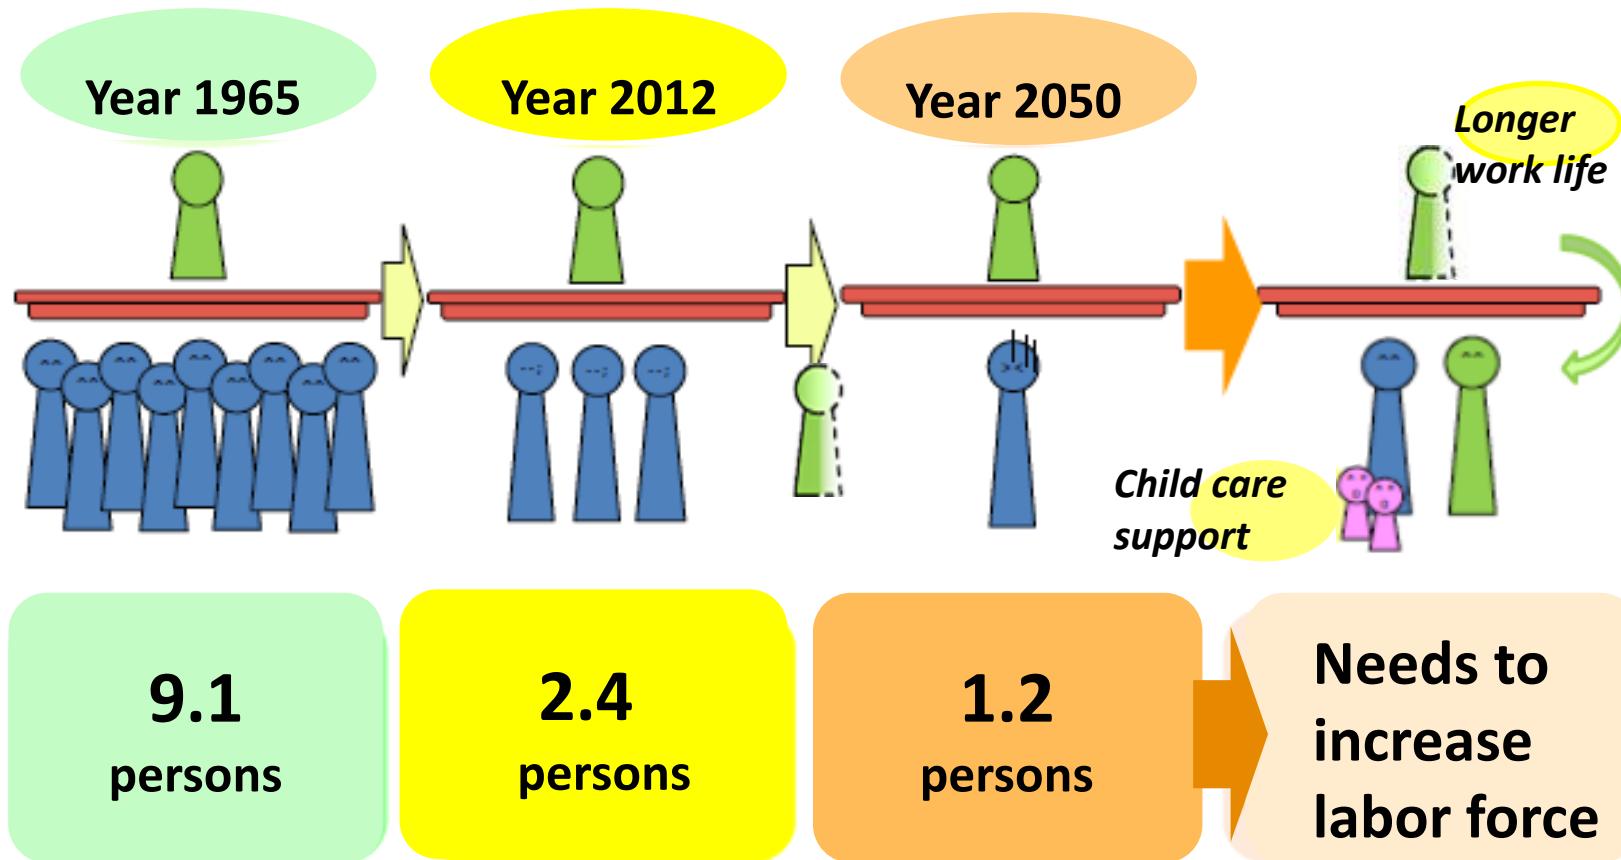 Year 1965
Year 2012
Year 2050
Longer
work life
Child care
support
9.1
persons
2.4
persons
1.2
persons
Needs to
increase
labor force